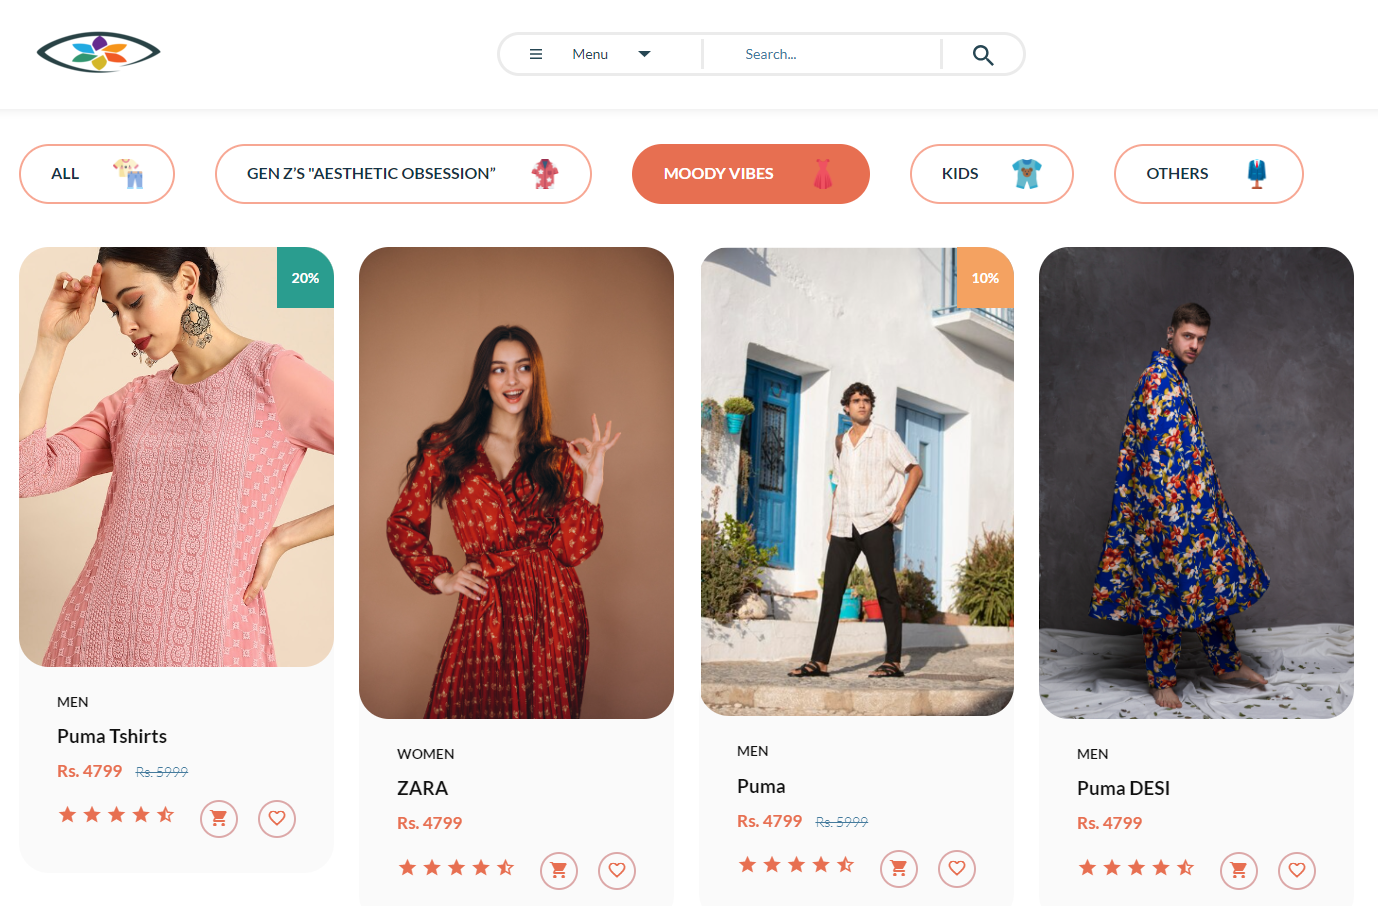 Menu
Search...
ALL
GEN Z’S "AESTHETIC OBSESSION”
MOODY VIBES
KIDS
OTHERS
20%
10%
MEN
Puma Tshirts
Rs. 4799 Rs. 5999
WOMEN
ZARA
Rs. 4799
MEN
Puma
Rs. 4799 Rs. 5999
MEN
Puma DESI
Rs. 4799